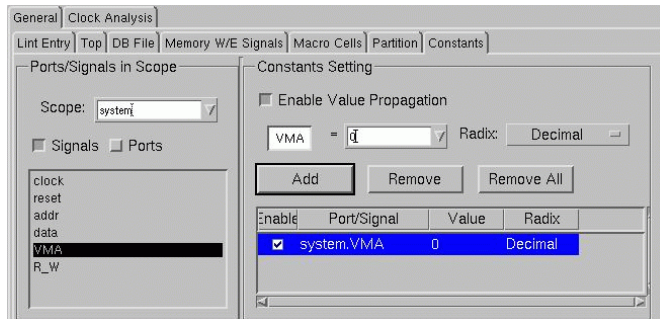 General Clock Analysis
Lint Entry Top DB File Memory W/E Signals Macro Cells Partition Constants
Ports/Signals in Scope
Scope: system
Signals Ports
clock
reset
addr
data
VMA
R_W
Constants Setting
Enable Value Propagation
VMA = 0 Radix: Decimal
Add Remove Remove All
Enable Port/Signal Value Radix
system.VMA 0 Decimal